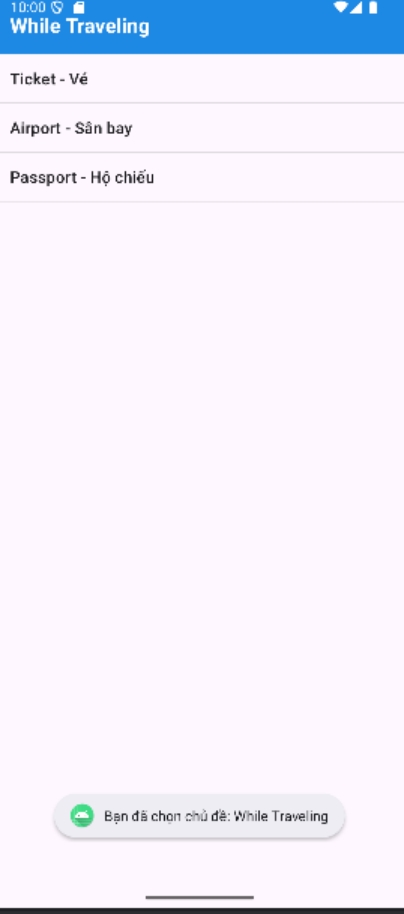 10:00
While Traveling
Ticket - Vé
Airport - Sân bay
Passport - Hộ chiếu
Bạn đã chọn chủ đề: While Traveling